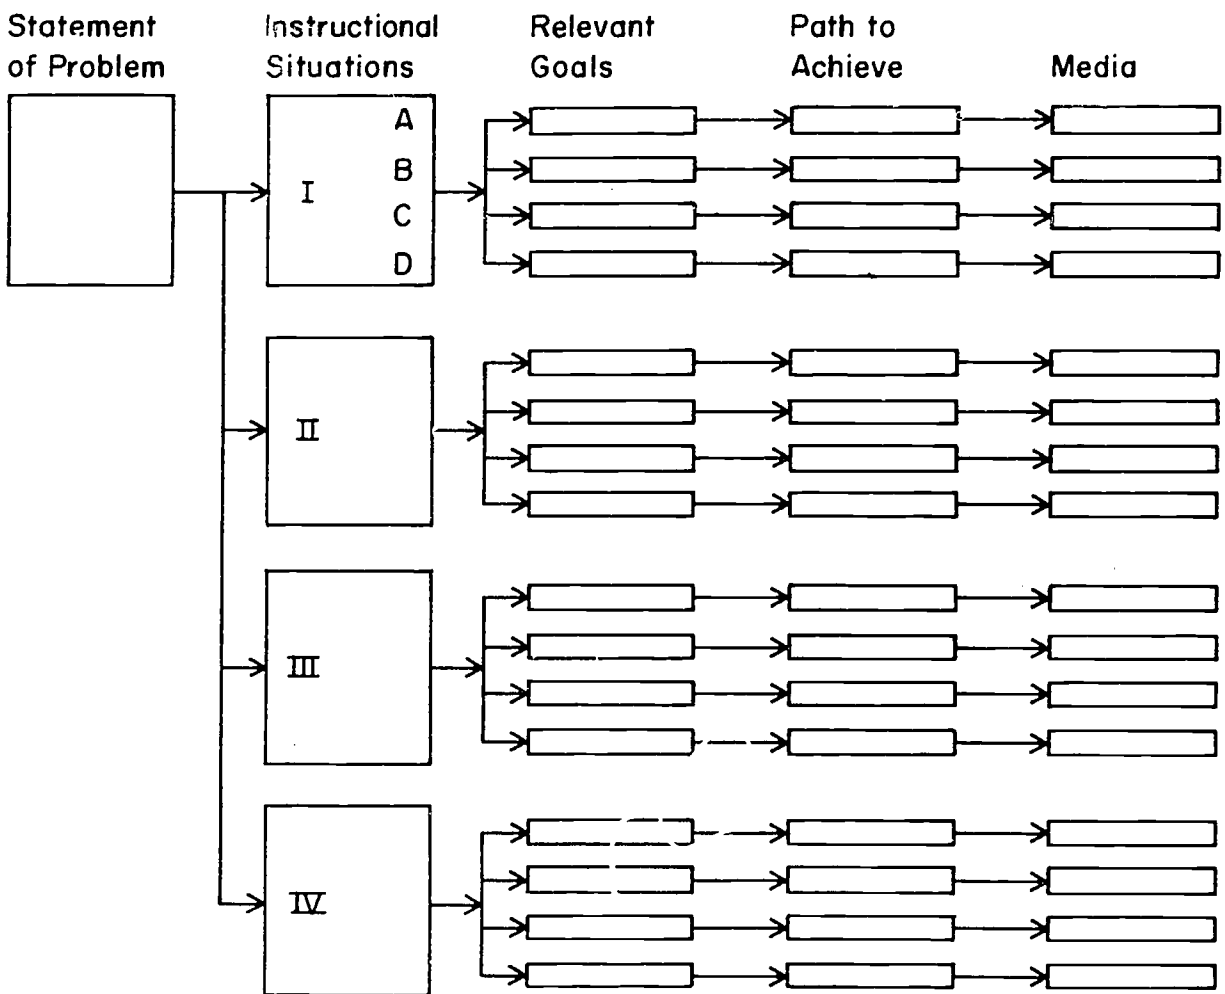 Statement
of Problem
Instructional
Situations
Relevant
Goals
Path to
Achieve
Media
A
B
I
C
D
II
III
IV